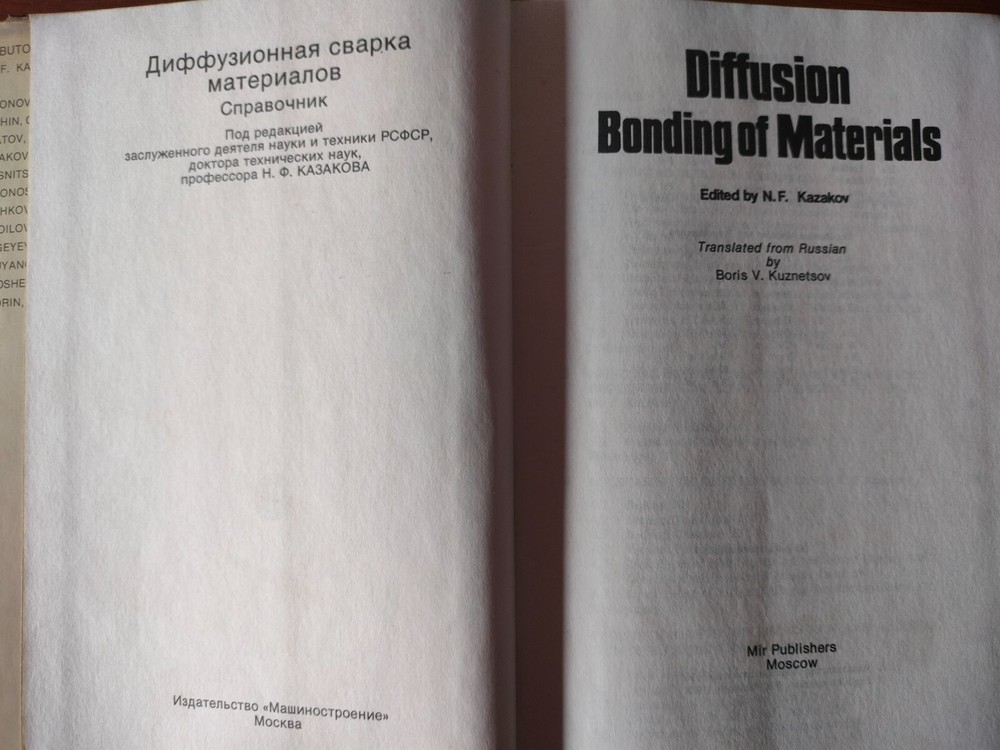 Диффузионная сварка
материалов
Справочник
Под редакцией
заслуженного деятеля науки и техники РСФСР,
доктора технических наук,
профессора Н. Ф. КАЗАКОВА
Издательство «Машиностроение»
Москва
Diffusion
Bonding of Materials
Edited by N. F. Kazakov
Translated from Russian
by
Boris V. Kuznetsov
Mir Publishers
Moscow